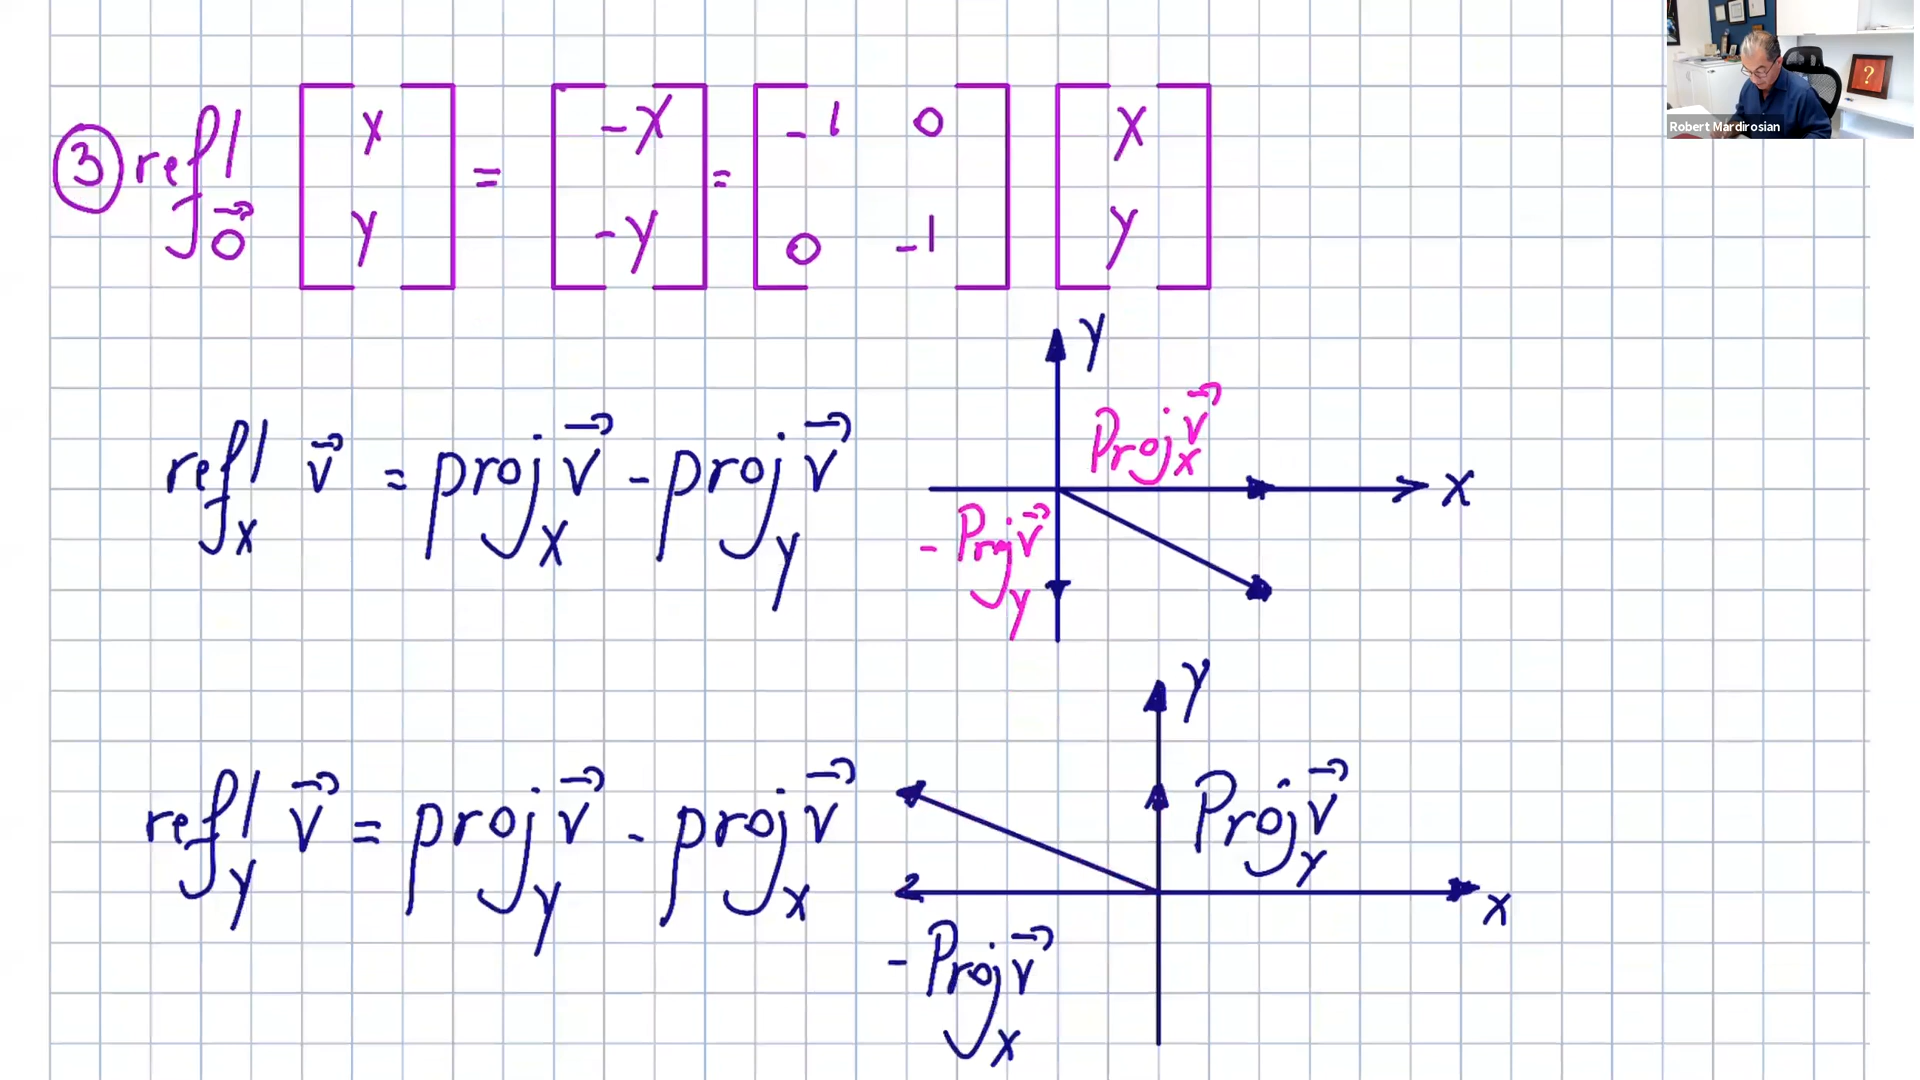 ③ refl_0⃗ [x y] = [-x -y] = [-1 0 0 -1] [x y]
?
Robert Mardirosian
y
Proj_x v⃗
x
refl_x v⃗ = proj_x v⃗ - proj_y v⃗
- Proj_y v⃗
y
Proj_y v⃗
x
refl_y v⃗ = proj_y v⃗ - proj_x v⃗
- Proj_x v⃗